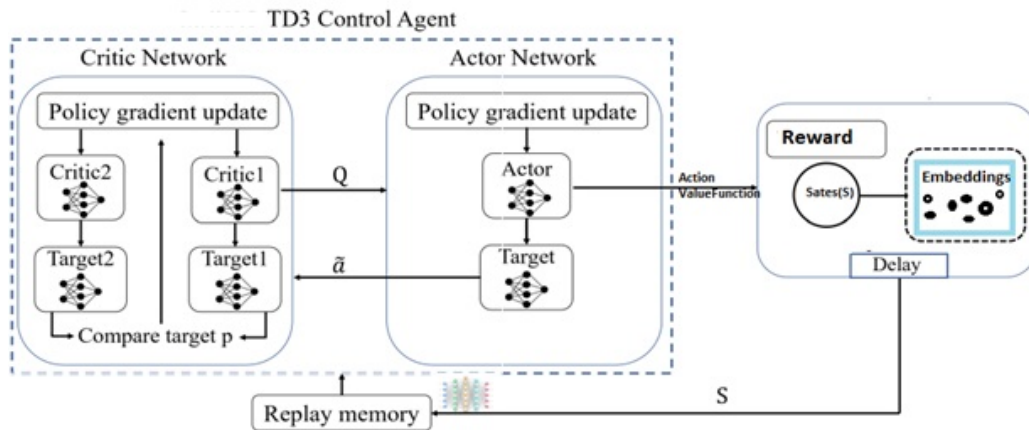 TD3 Control Agent
Critic Network
Actor Network
Policy gradient update
Policy gradient update
Critic2
Critic1
Q
Actor
Action
ValueFunction
Reward
Sates(S)
Embeddings
Target2
Target1
ã
Target
Delay
Compare target p
S
Replay memory